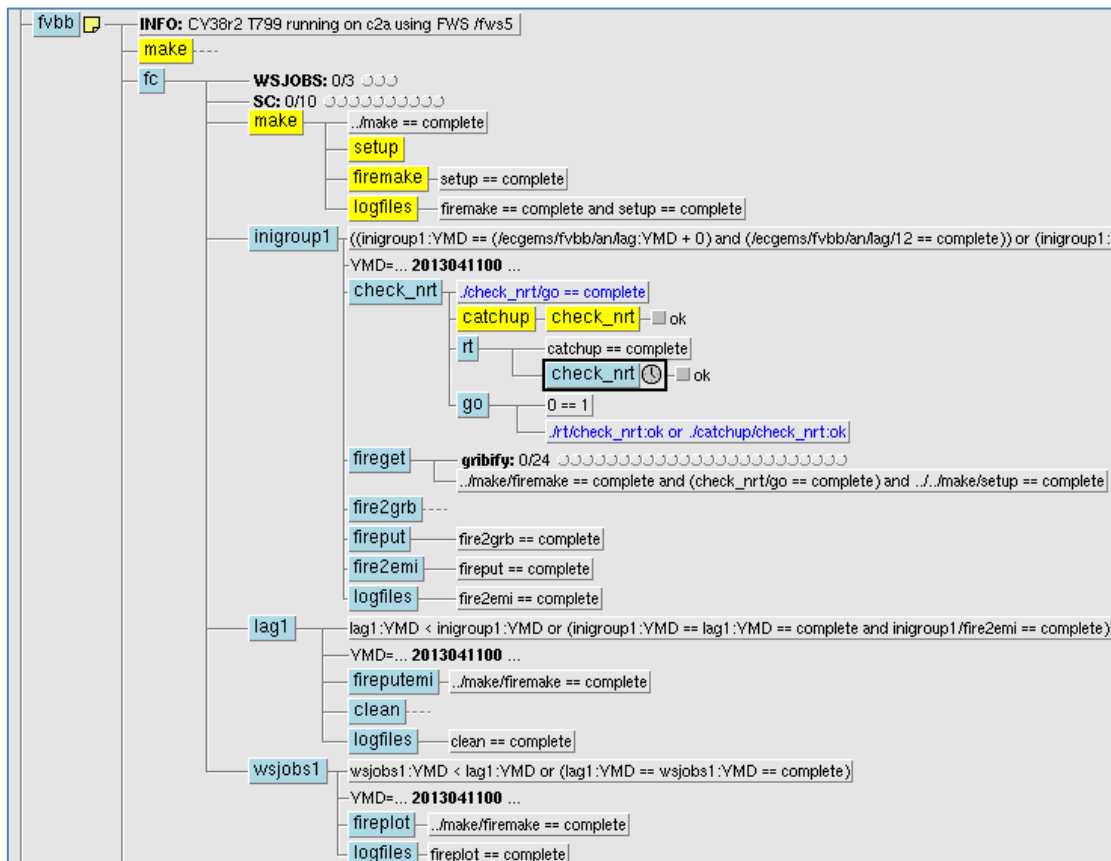 fvbb INFO: CY38r2 T799 running on c2a using FWS /fws5
make
fc WSJOBS: 0/3
SC: 0/10
make ../make == complete
setup
firemake setup == complete
logfiles firemake == complete and setup == complete
inigroup1 ((inigroup1:YMD == (/ecgems/fvbb/an/lag:YMD + 0) and (/ecgems/fvbb/an/lag/12 == complete)) or (inigroup1:
YMD=... 2013041100 ...
check_nrt ./check_nrt/go == complete
catchup check_nrt ok
rt catchup == complete
check_nrt ok
go 0 == 1
./rt/check_nrt:ok or ./catchup/check_nrt:ok
fireget gribify: 0/24
../make/firemake == complete and (check_nrt/go == complete) and ../../make/setup == complete
fire2grb
fireput fire2grb == complete
fire2emi fireput == complete
logfiles fire2emi == complete
lag1 lag1:YMD < inigroup1:YMD or (inigroup1:YMD == lag1:YMD == complete and inigroup1/fire2emi == complete)
YMD=... 2013041100 ...
fireputemi ../make/firemake == complete
clean
logfiles clean == complete
wsjobs1 wsjobs1:YMD < lag1:YMD or (lag1:YMD == wsjobs1:YMD == complete)
YMD=... 2013041100 ...
fireplot ../make/firemake == complete
logfiles fireplot == complete